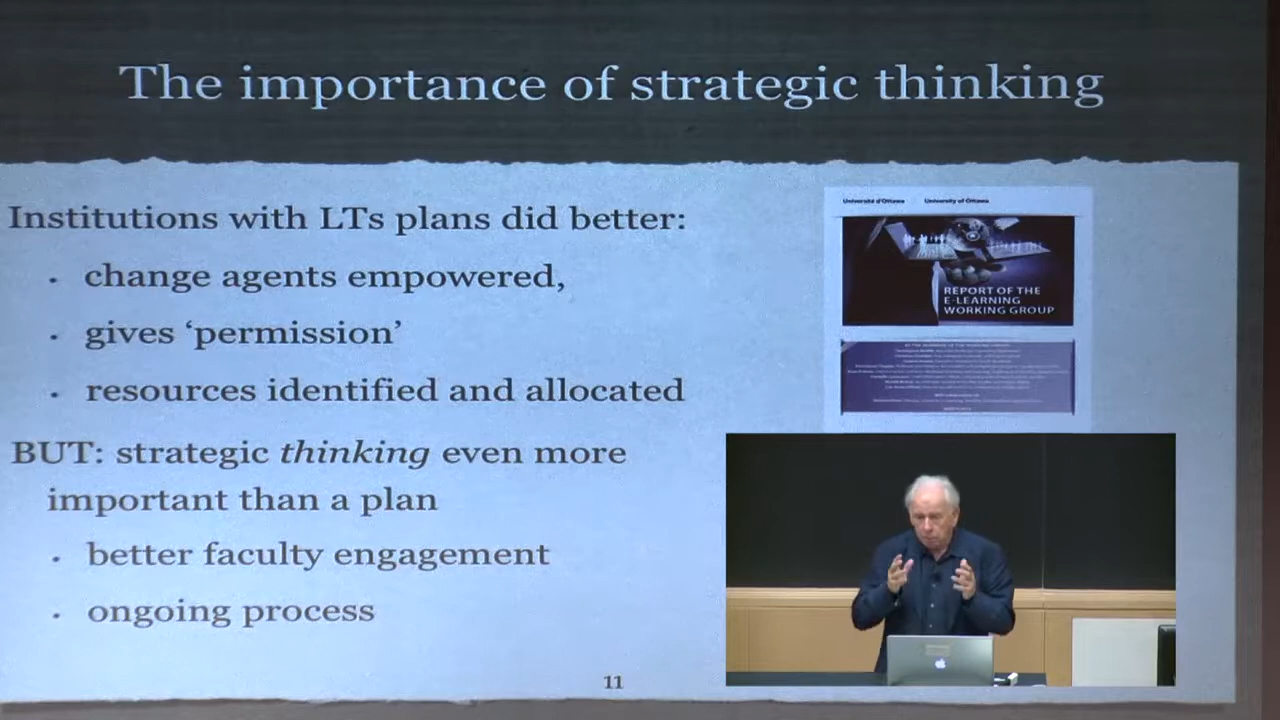 The importance of strategic thinking
Institutions with LTs plans did better:
· change agents empowered,
· gives ‘permission’
· resources identified and allocated
BUT: strategic thinking even more
important than a plan
· better faculty engagement
· ongoing process
11
Université d'Ottawa University of Ottawa
REPORT OF THE
E-LEARNING
WORKING GROUP